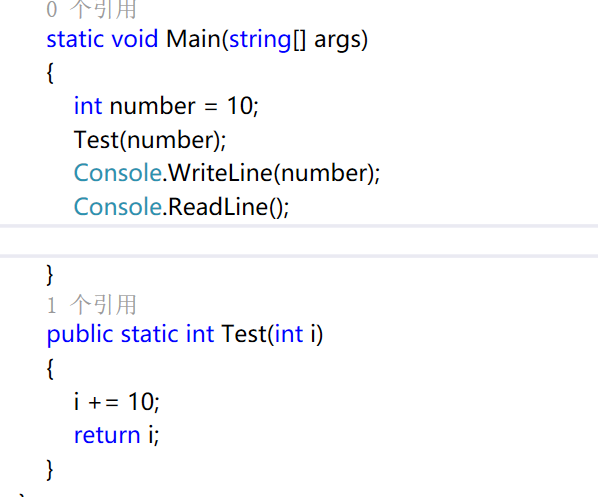 0 个引用
static void Main(string[] args)
{
int number = 10;
Test(number);
Console.WriteLine(number);
Console.ReadLine();
}
1 个引用
public static int Test(int i)
{
i += 10;
return i;
}